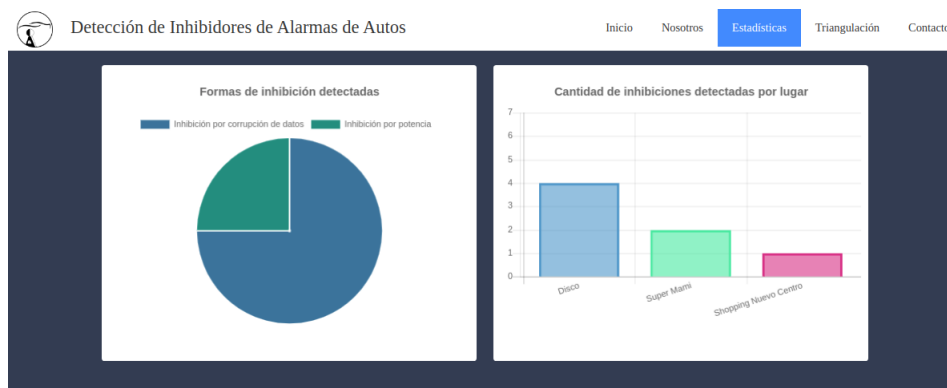 Detección de Inhibidores de Alarmas de Autos
Inicio Nosotros Estadísticas Triangulación Contacto
Formas de inhibición detectadas
Inhibición por corrupción de datos Inhibición por potencia
Cantidad de inhibiciones detectadas por lugar
7
6
5
4
3
2
1
0
Disco
Super Mami
Shopping Nuevo Centro